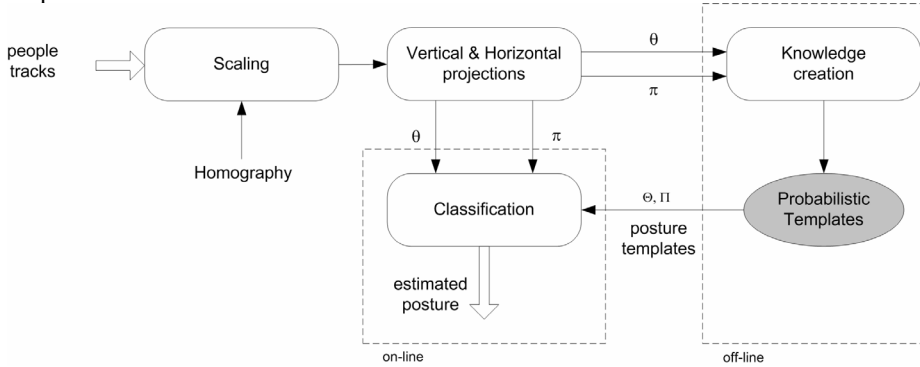 people
tracks
Scaling
Vertical & Horizontal
projections
θ
π
Knowledge
creation
Homography
θ
π
Classification
Θ, Π
posture
templates
Probabilistic
Templates
estimated
posture
on-line
off-line